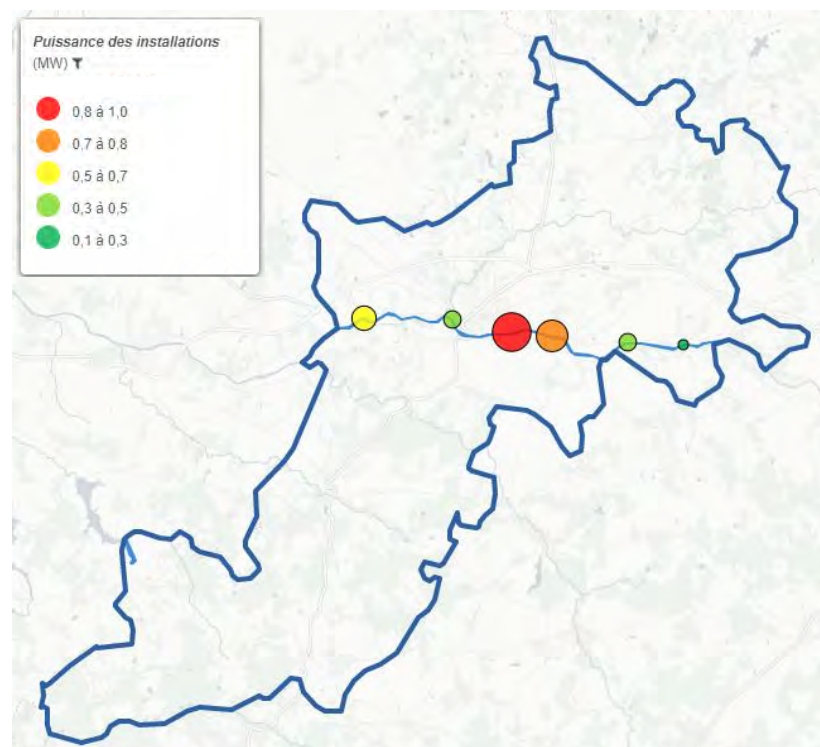 Puissance des installations
(MW)
0,8 à 1,0
0,7 à 0,8
0,5 à 0,7
0,3 à 0,5
0,1 à 0,3